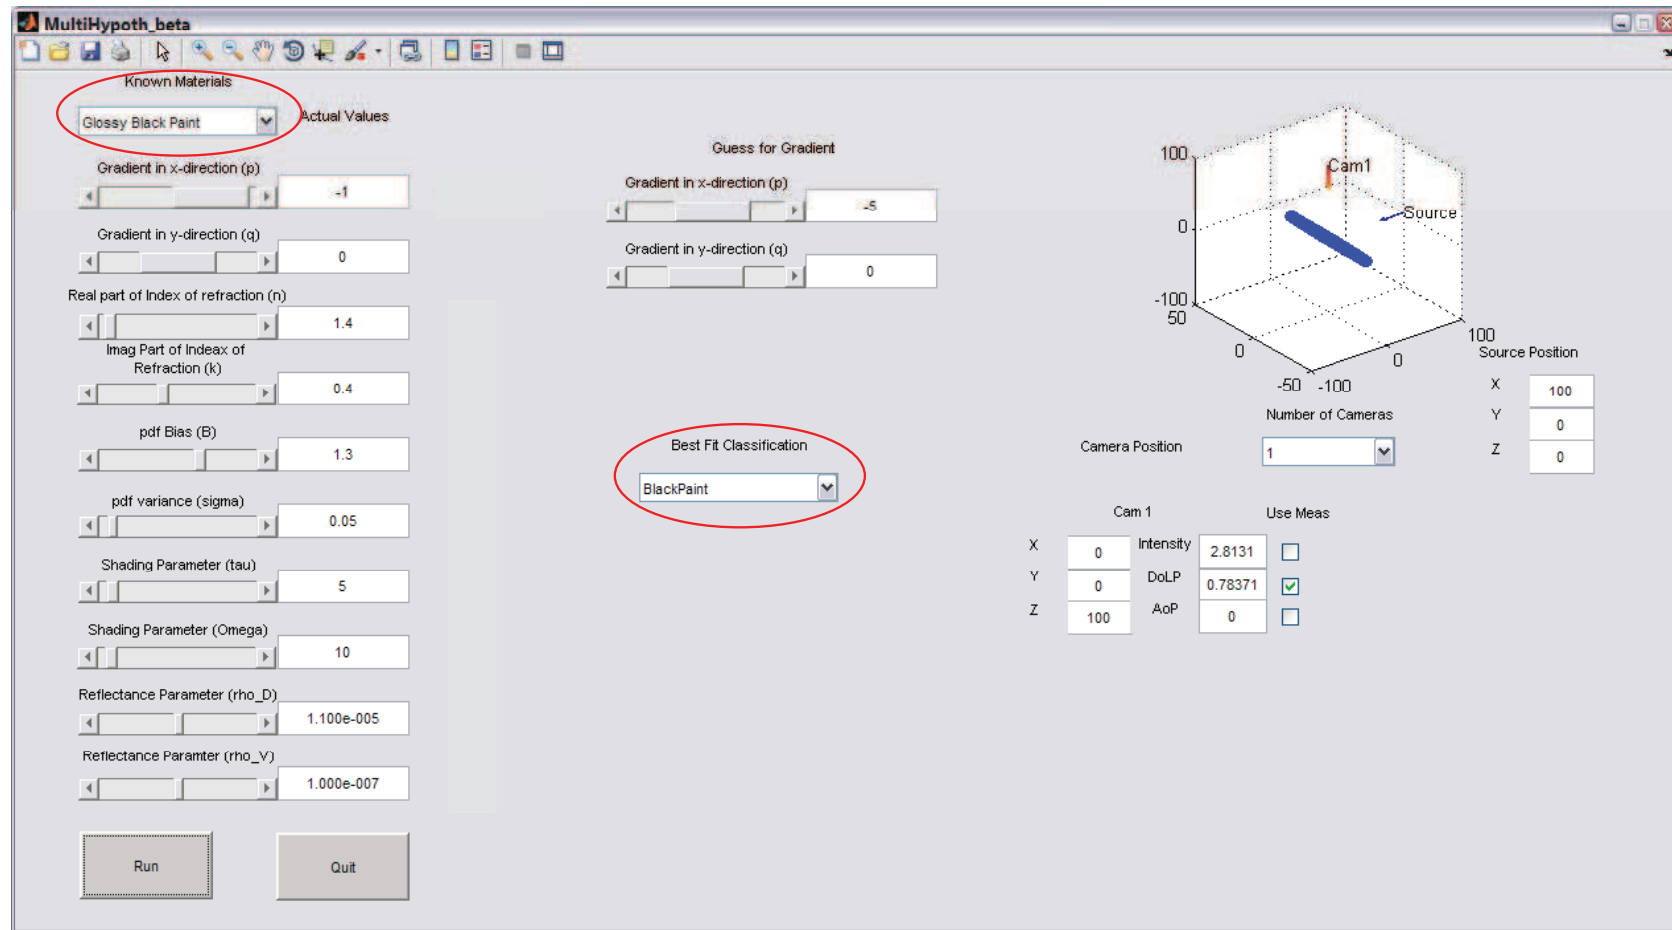 MultiHypoth_beta
Known Materials
Glossy Black Paint
Actual Values
Gradient in x-direction (p)
-1
Gradient in y-direction (q)
0
Real part of Index of refraction (n)
1.4
Imag Part of Indeax of
Refraction (k)
0.4
pdf Bias (B)
1.3
pdf variance (sigma)
0.05
Shading Parameter (tau)
5
Shading Parameter (Omega)
10
Reflectance Parameter (rho_D)
1.100e-005
Reflectance Paramter (rho_V)
1.000e-007
Run
Quit
Guess for Gradient
Gradient in x-direction (p)
-5
Gradient in y-direction (q)
0
Best Fit Classification
BlackPaint
100
0
-100
50
0
-50
-100
0
100
Cam1
Source
Source Position
X
100
Y
0
Z
0
Number of Cameras
Camera Position
1
Cam 1
Use Meas
X
0
Intensity
2.8131
Y
0
DoLP
0.78371
Z
100
AoP
0